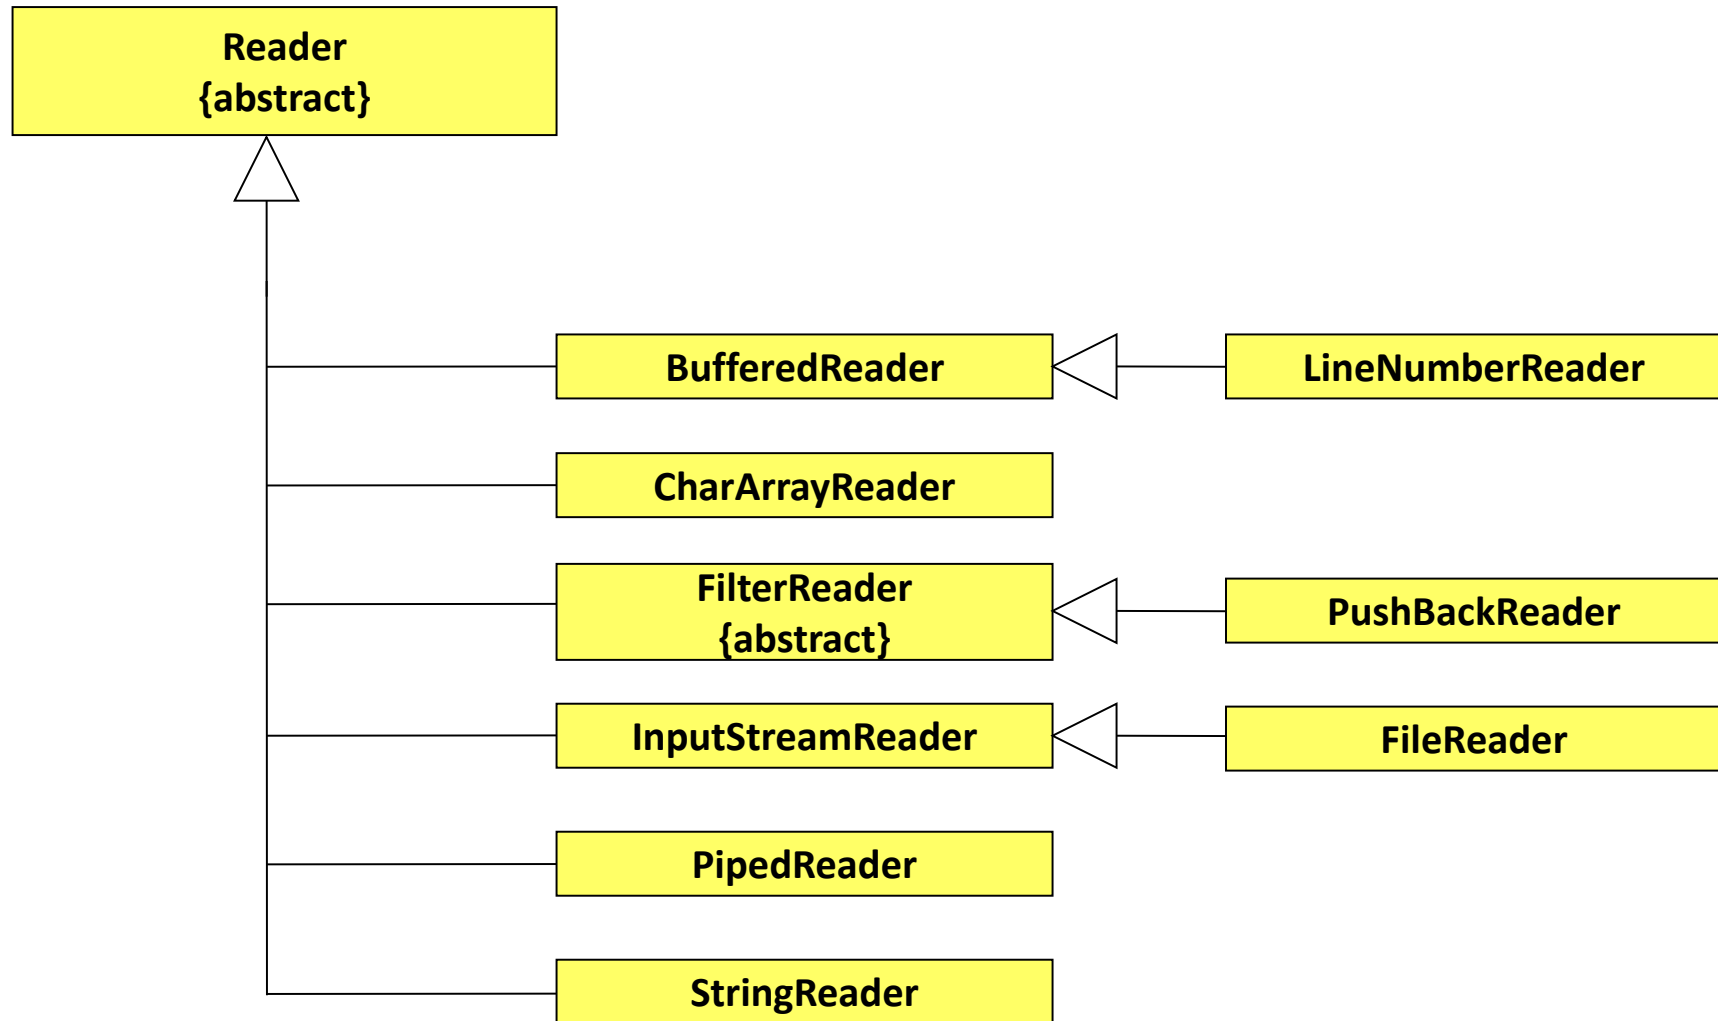 Reader
{abstract}
BufferedReader
LineNumberReader
CharArrayReader
FilterReader
{abstract}
PushBackReader
InputStreamReader
FileReader
PipedReader
StringReader